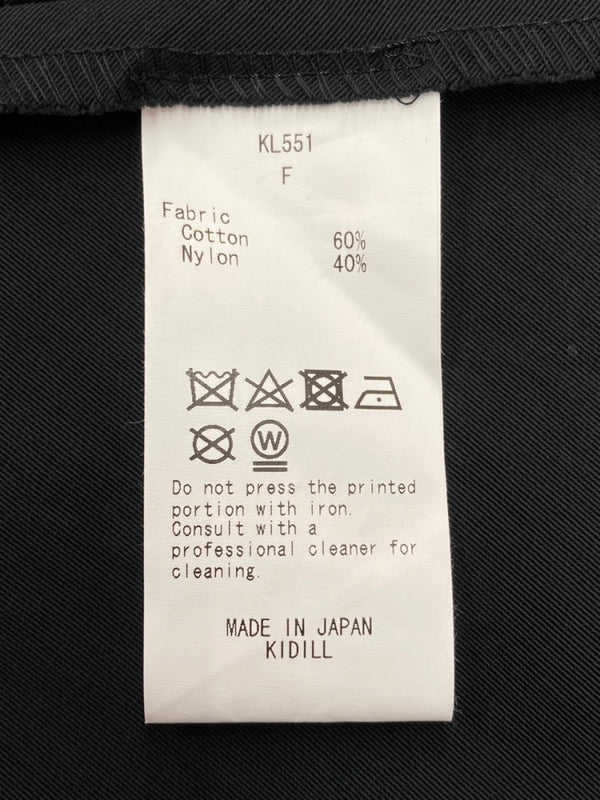 KL551
F
Fabric
Cotton 60%
Nylon 40%
W
Do not press the printed
portion with iron.
Consult with a
professional cleaner for
cleaning.
MADE IN JAPAN
KIDILL